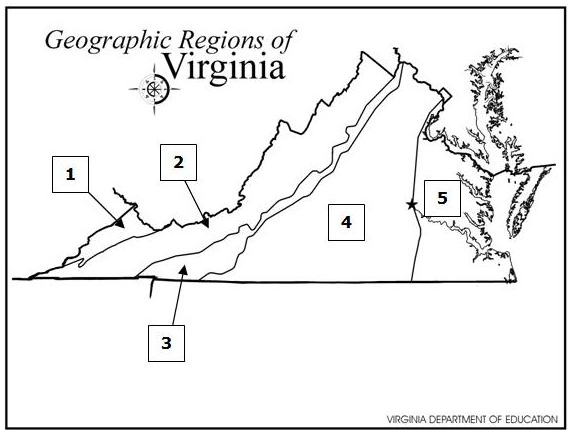 Geographic Regions of
Virginia
1
2
3
4
5
VIRGINIA DEPARTMENT OF EDUCATION